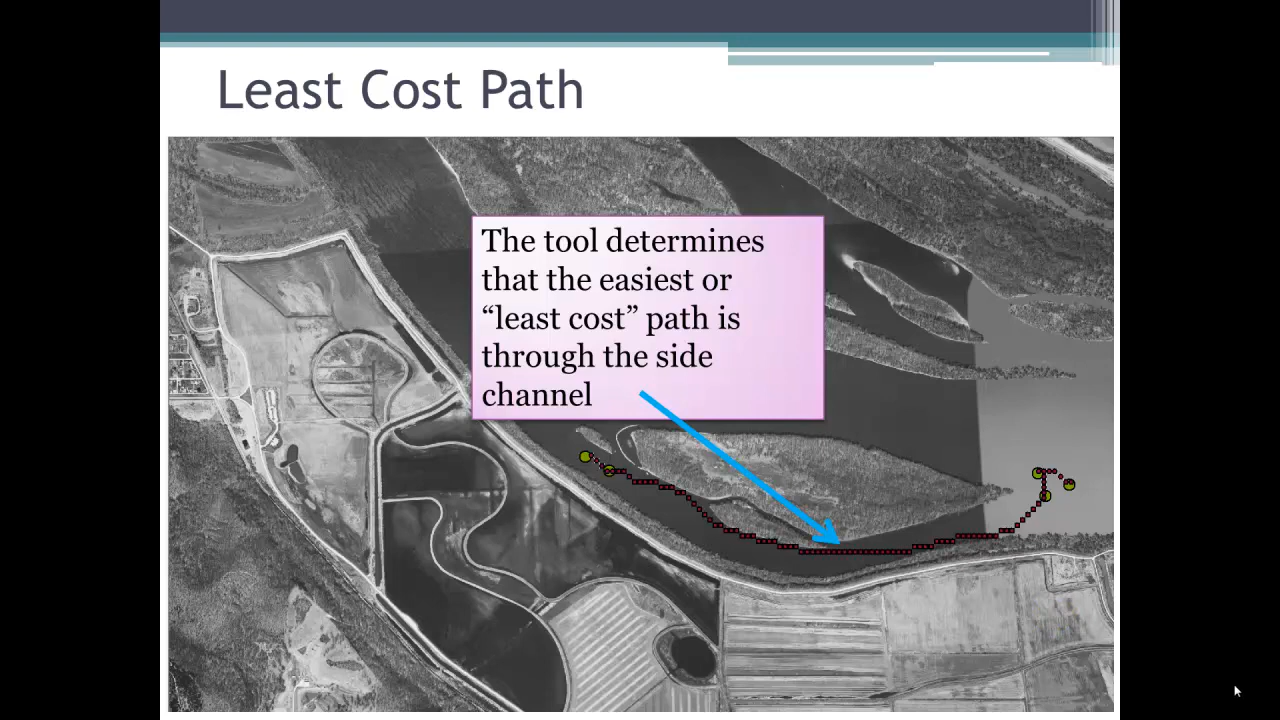 Least Cost Path
The tool determines
that the easiest or
“least cost” path is
through the side
channel